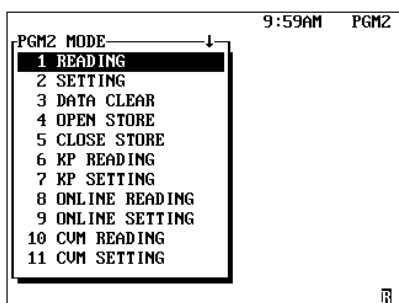 9:59AM PGM2
PGM2 MODE ↓
1 READING
2 SETTING
3 DATA CLEAR
4 OPEN STORE
5 CLOSE STORE
6 KP READING
7 KP SETTING
8 ONLINE READING
9 ONLINE SETTING
10 CVM READING
11 CVM SETTING
R